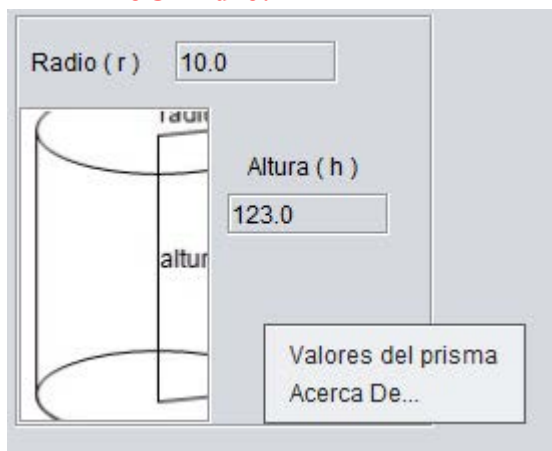 Radio ( r )
10.0
Altura ( h )
123.0
Valores del prisma
Acerca De...